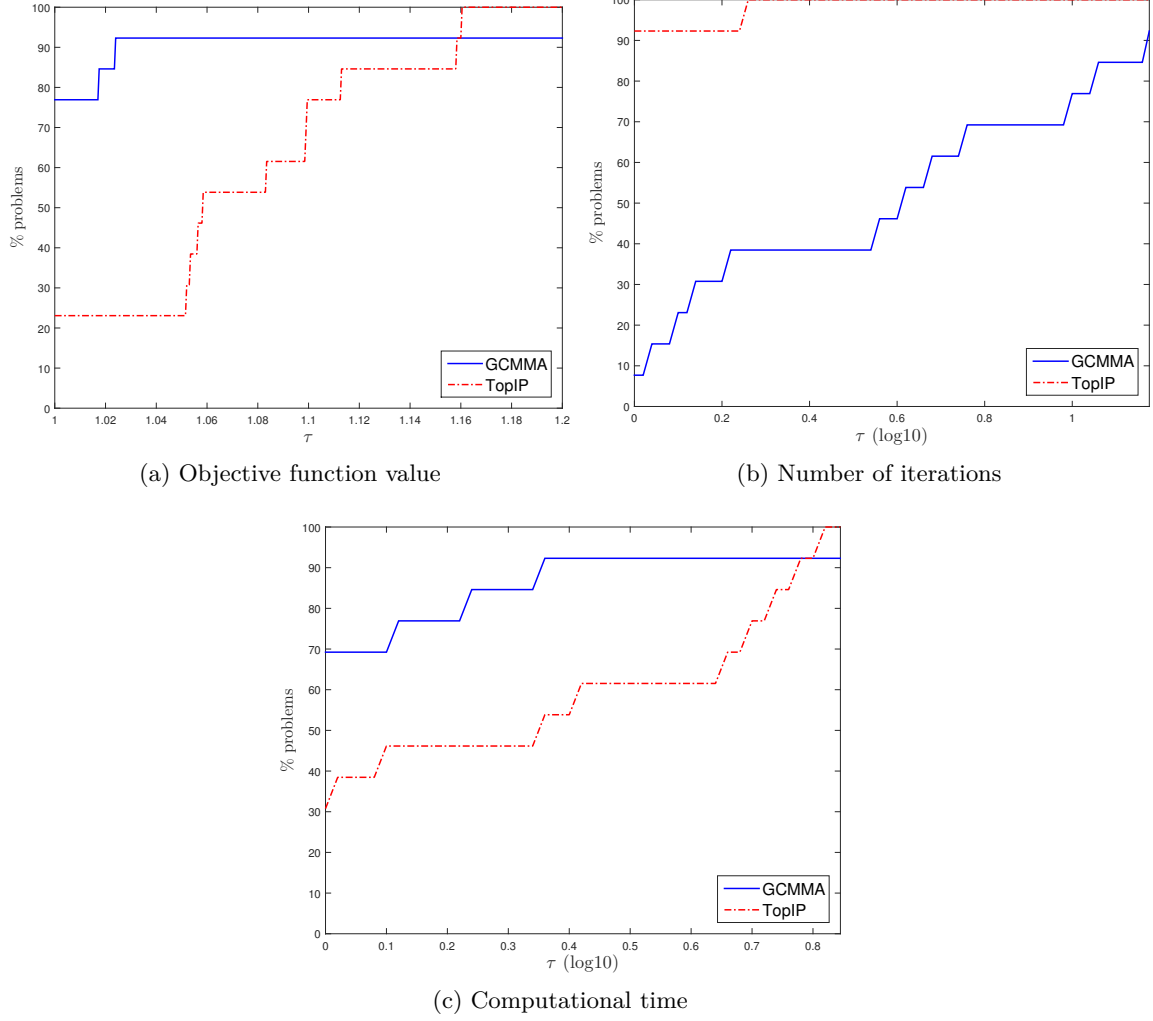 100
90
80
70
60
50
40
30
20
10
0
% problems
1 1.02 1.04 1.06 1.08 1.1 1.12 1.14 1.16 1.18 1.2
τ
GCMMA
TopIP
(a) Objective function value
100
90
80
70
60
50
40
30
20
10
0
% problems
0 0.2 0.4 0.6 0.8 1
τ (log10)
GCMMA
TopIP
(b) Number of iterations
100
90
80
70
60
50
40
30
20
10
0
% problems
0 0.1 0.2 0.3 0.4 0.5 0.6 0.7 0.8
τ (log10)
GCMMA
TopIP
(c) Computational time